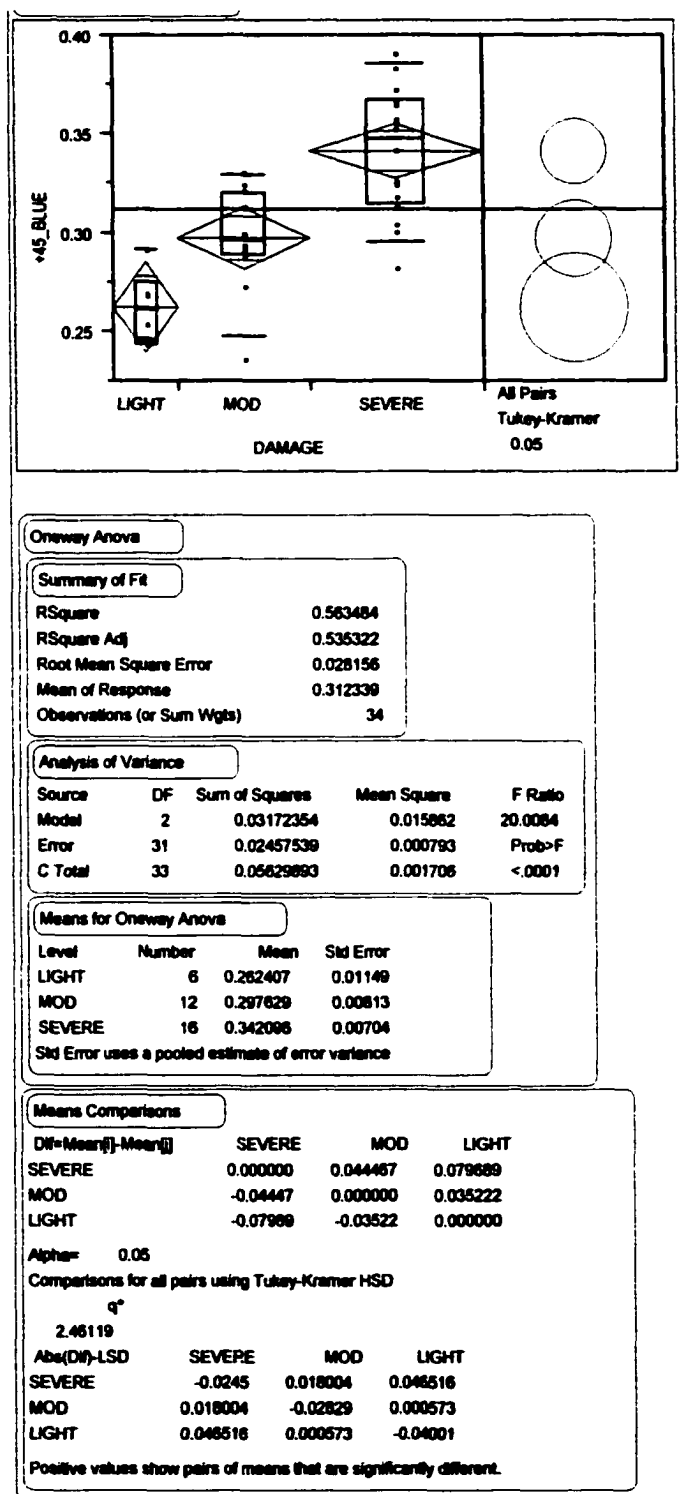 0.40
0.35
0.30
0.25
+45_BLUE
LIGHT MOD SEVERE
DAMAGE
All Pairs
Tukey-Kramer
0.05
Oneway Anova
Summary of Fit
RSquare 0.563484
RSquare Adj 0.535322
Root Mean Square Error 0.028156
Mean of Response 0.312339
Observations (or Sum Wgts) 34
Analysis of Variance
Source DF Sum of Squares Mean Square F Ratio
Model 2 0.03172354 0.015862 20.0084
Error 31 0.02457539 0.000793 Prob>F
C Total 33 0.05629893 0.001706 <.0001
Means for Oneway Anova
Level Number Mean Std Error
LIGHT 6 0.262407 0.01149
MOD 12 0.297629 0.00813
SEVERE 16 0.342096 0.00704
Std Error uses a pooled estimate of error variance
Means Comparisons
Dif=Mean[i]-Mean[j] SEVERE MOD LIGHT
SEVERE 0.000000 0.044467 0.079689
MOD -0.04447 0.000000 0.035222
LIGHT -0.07969 -0.03522 0.000000
Alpha= 0.05
Comparisons for all pairs using Tukey-Kramer HSD
q*
2.46119
Abs(Dif)-LSD SEVERE MOD LIGHT
SEVERE -0.0245 0.018004 0.046516
MOD 0.018004 -0.02829 0.000573
LIGHT 0.046516 0.000573 -0.04001
Positive values show pairs of means that are significantly different.